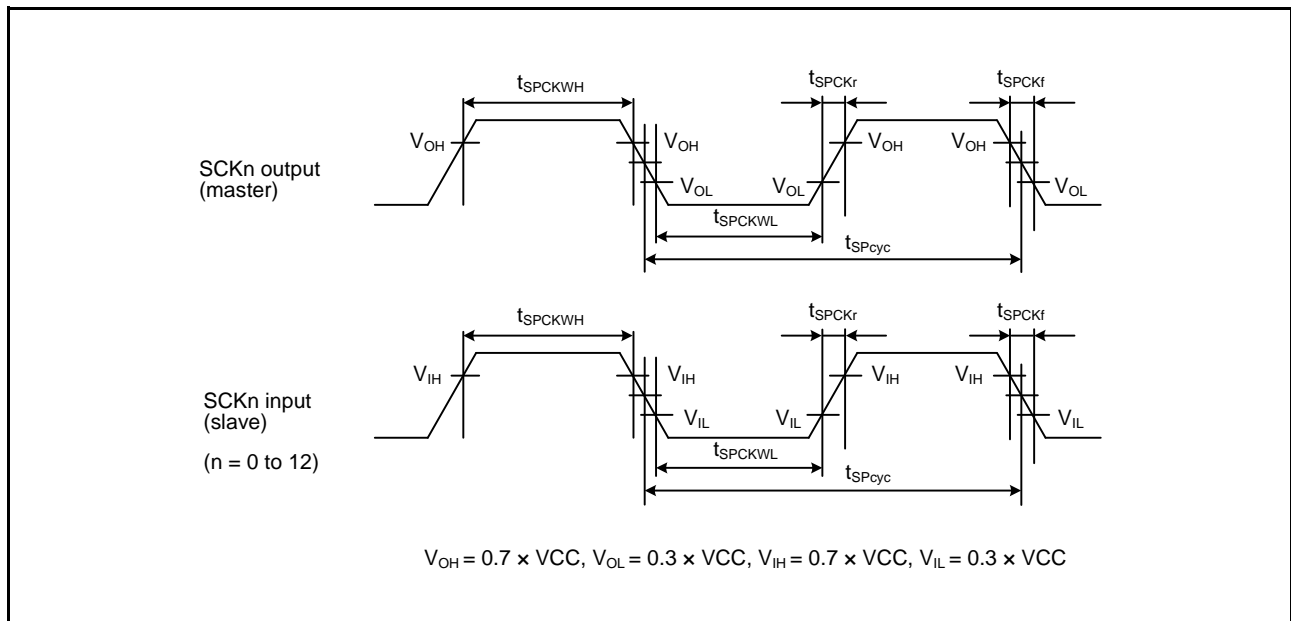 tSPCKWH
tSPCKr
tSPCKf
VOH
VOH
VOH
VOH
SCKn output
(master)
VOL
VOL
VOL
tSPCKWL
tSPcyc
tSPCKWH
tSPCKr
tSPCKf
VIH
VIH
VIH
VIH
SCKn input
(slave)
VIL
VIL
VIL
(n = 0 to 12)
tSPCKWL
tSPcyc
VOH = 0.7 × VCC, VOL = 0.3 × VCC, VIH = 0.7 × VCC, VIL = 0.3 × VCC